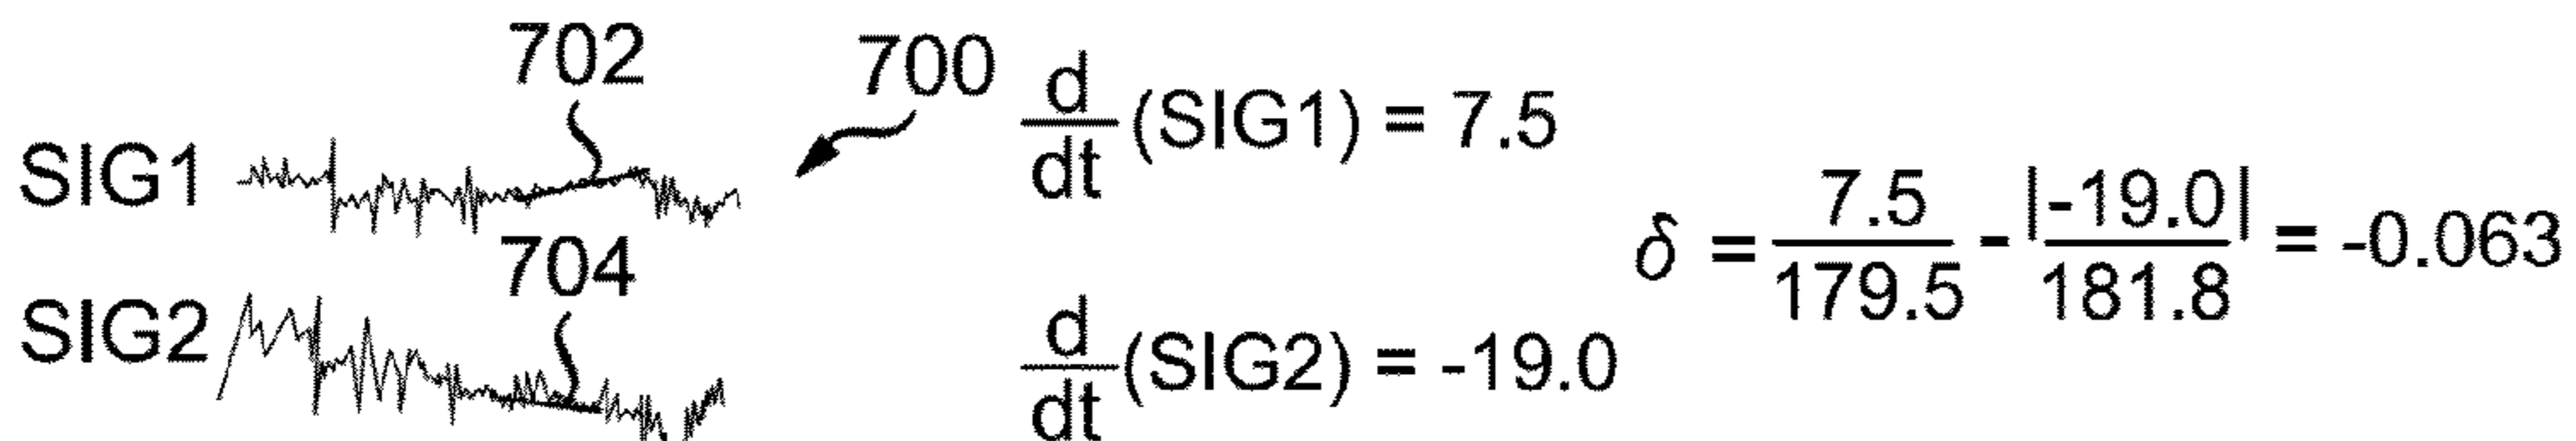 702
700
SIG1
d/dt (SIG1) = 7.5
704
SIG2
d/dt (SIG2) = -19.0
δ = 7.5/179.5 - |-19.0|/181.8 = -0.063